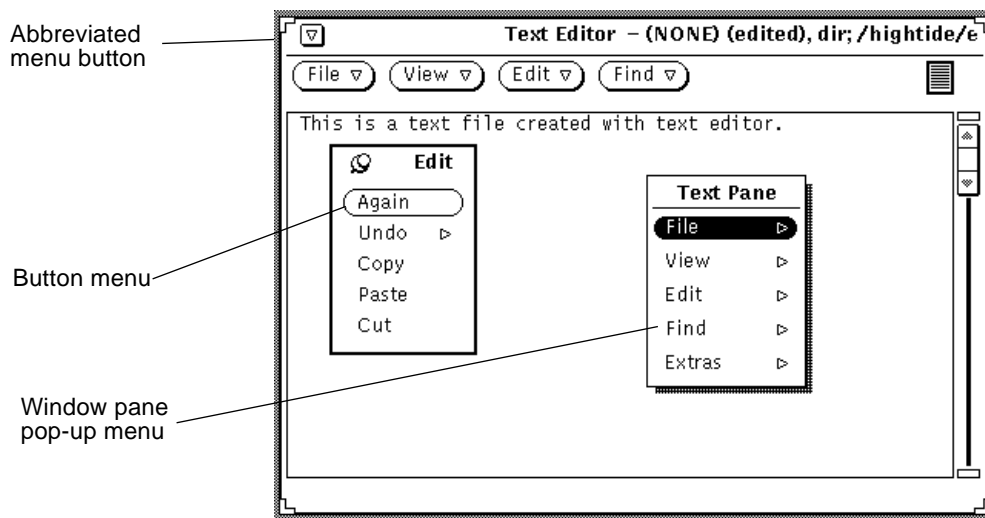 Abbreviated
menu button
Text Editor – (NONE) (edited), dir; /hightide/e
File View Edit Find
This is a text file created with text editor.
Edit
Again
Undo
Copy
Paste
Cut
Text Pane
File
View
Edit
Find
Extras
Button menu
Window pane
pop-up menu